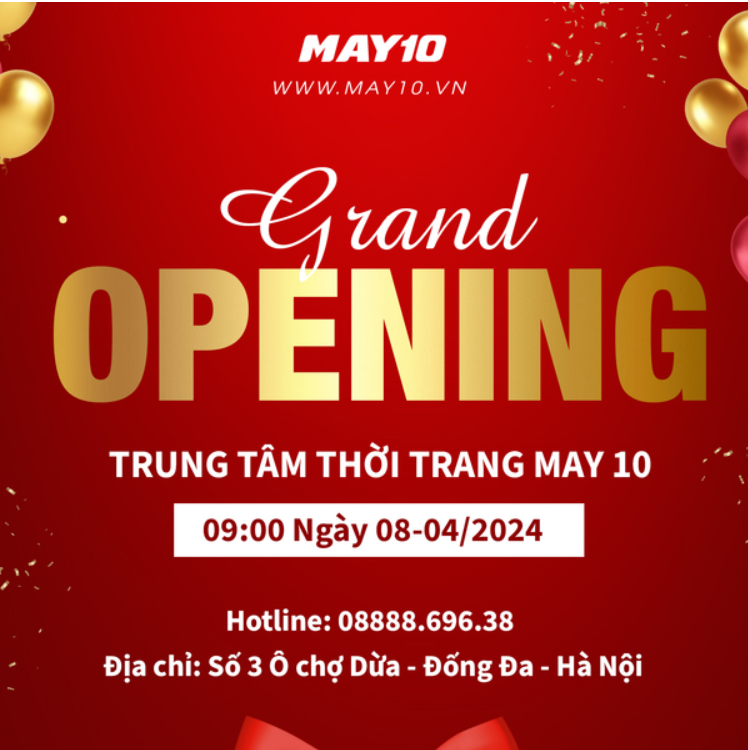 MAY10
WWW.MAY10.VN
Grand
OPENING
TRUNG TÂM THỜI TRANG MAY 10
09:00 Ngày 08-04/2024
Hotline: 08888.696.38
Địa chỉ: Số 3 Ô chợ Dừa - Đống Đa - Hà Nội